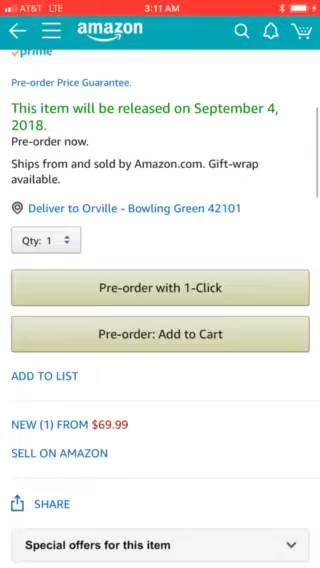 AT&T LTE 3:11 AM
amazon
prime
Pre-order Price Guarantee.
This item will be released on September 4,
2018.
Pre-order now.
Ships from and sold by Amazon.com. Gift-wrap
available.
Deliver to Orville - Bowling Green 42101
Qty: 1
Pre-order with 1-Click
Pre-order: Add to Cart
ADD TO LIST
NEW (1) FROM $69.99
SELL ON AMAZON
SHARE
Special offers for this item